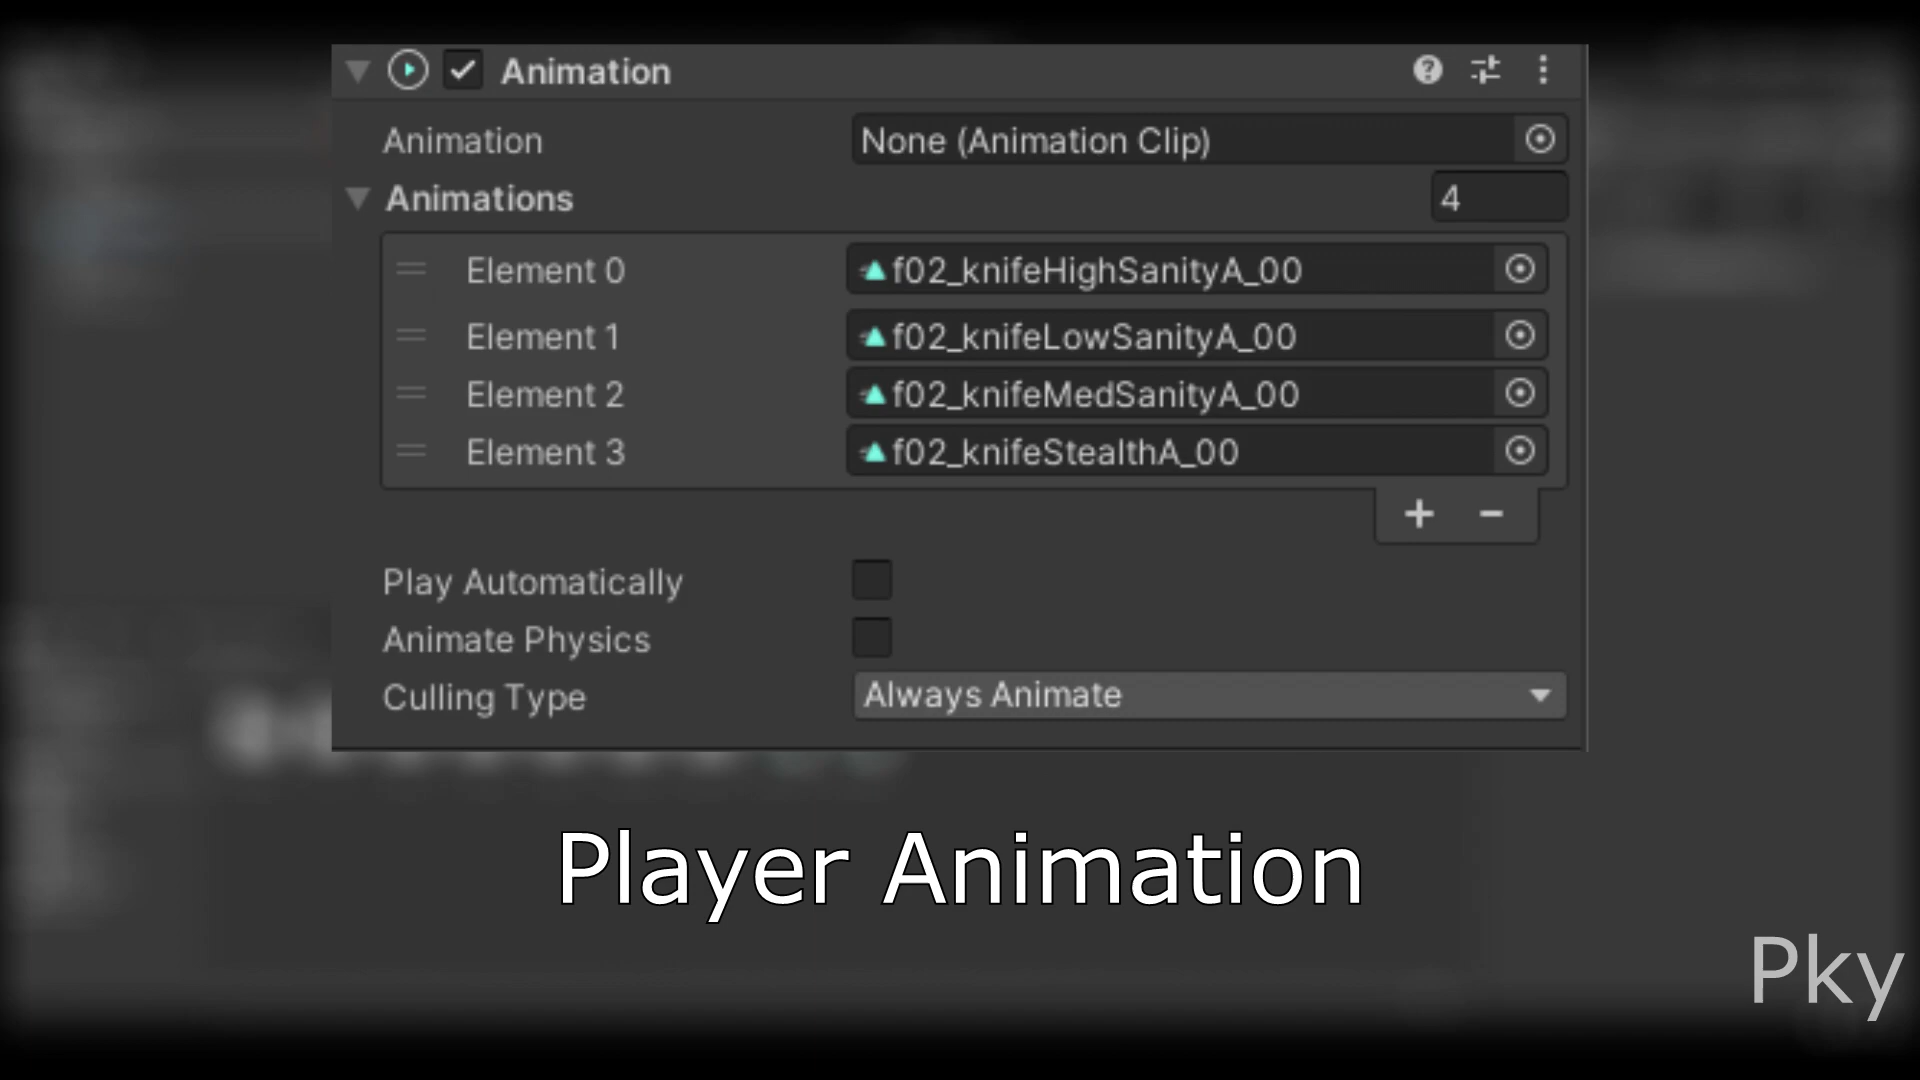 Animation
Animation None (Animation Clip)
Animations 4
Element 0 f02_knifeHighSanityA_00
Element 1 f02_knifeLowSanityA_00
Element 2 f02_knifeMedSanityA_00
Element 3 f02_knifeStealthA_00
Play Automatically
Animate Physics
Culling Type Always Animate
Player Animation
Pky